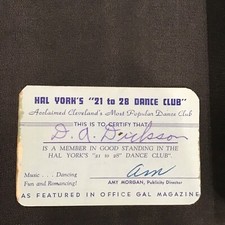 HAL YORK'S "21 to 28 DANCE CLUB"
Acclaimed Cleveland's Most Popular Dance Club
THIS IS TO CERTIFY THAT
D. A. Dickson
IS A MEMBER IN GOOD STANDING IN THE
HAL YORK'S "21 to 28" DANCE CLUB.
Music . . . Dancing
Fun and Romancing!
am
AMY MORGAN, Publicity Director
AS FEATURED IN OFFICE GAL MAGAZINE